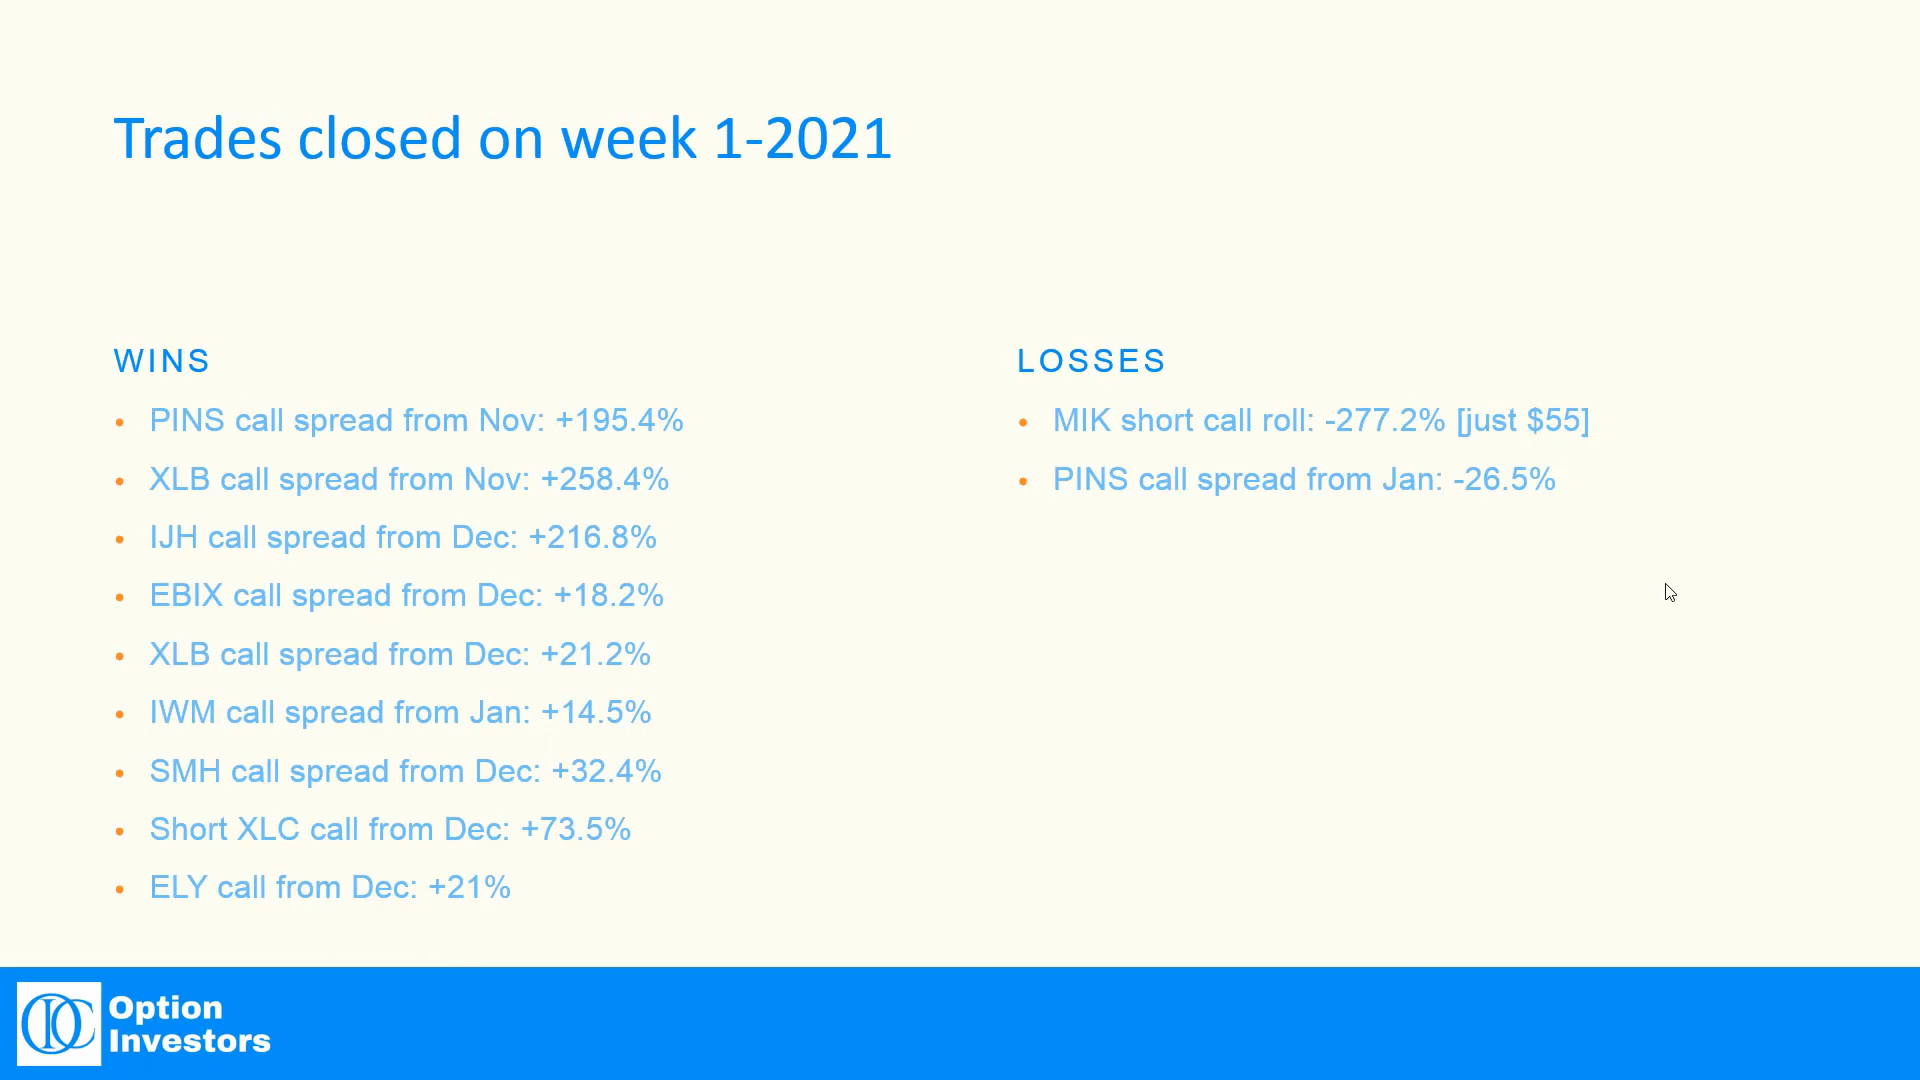 Trades closed on week 1-2021
WINS
• PINS call spread from Nov: +195.4%
• XLB call spread from Nov: +258.4%
• IJH call spread from Dec: +216.8%
• EBIX call spread from Dec: +18.2%
• XLB call spread from Dec: +21.2%
• IWM call spread from Jan: +14.5%
• SMH call spread from Dec: +32.4%
• Short XLC call from Dec: +73.5%
• ELY call from Dec: +21%
LOSSES
• MIK short call roll: -277.2% [just $55]
• PINS call spread from Jan: -26.5%
Option
Investors